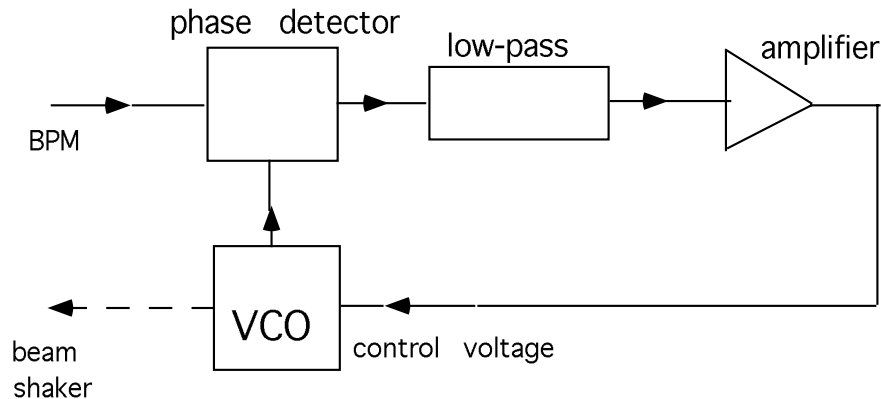 phase detector
low-pass
amplifier
BPM
VCO
control voltage
beam
shaker